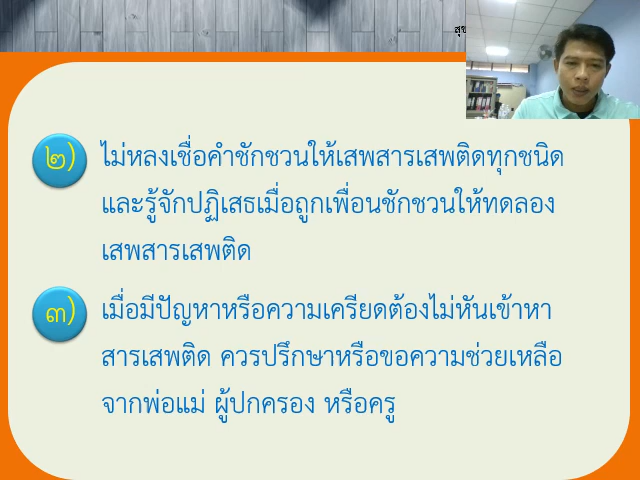 สุข
๒) ไม่หลงเชื่อคำชักชวนให้เสพสารเสพติดทุกชนิด
และรู้จักปฏิเสธเมื่อถูกเพื่อนชักชวนให้ทดลอง
เสพสารเสพติด
๓) เมื่อมีปัญหาหรือความเครียดต้องไม่หันเข้าหา
สารเสพติด ควรปรึกษาหรือขอความช่วยเหลือ
จากพ่อแม่ ผู้ปกครอง หรือครู